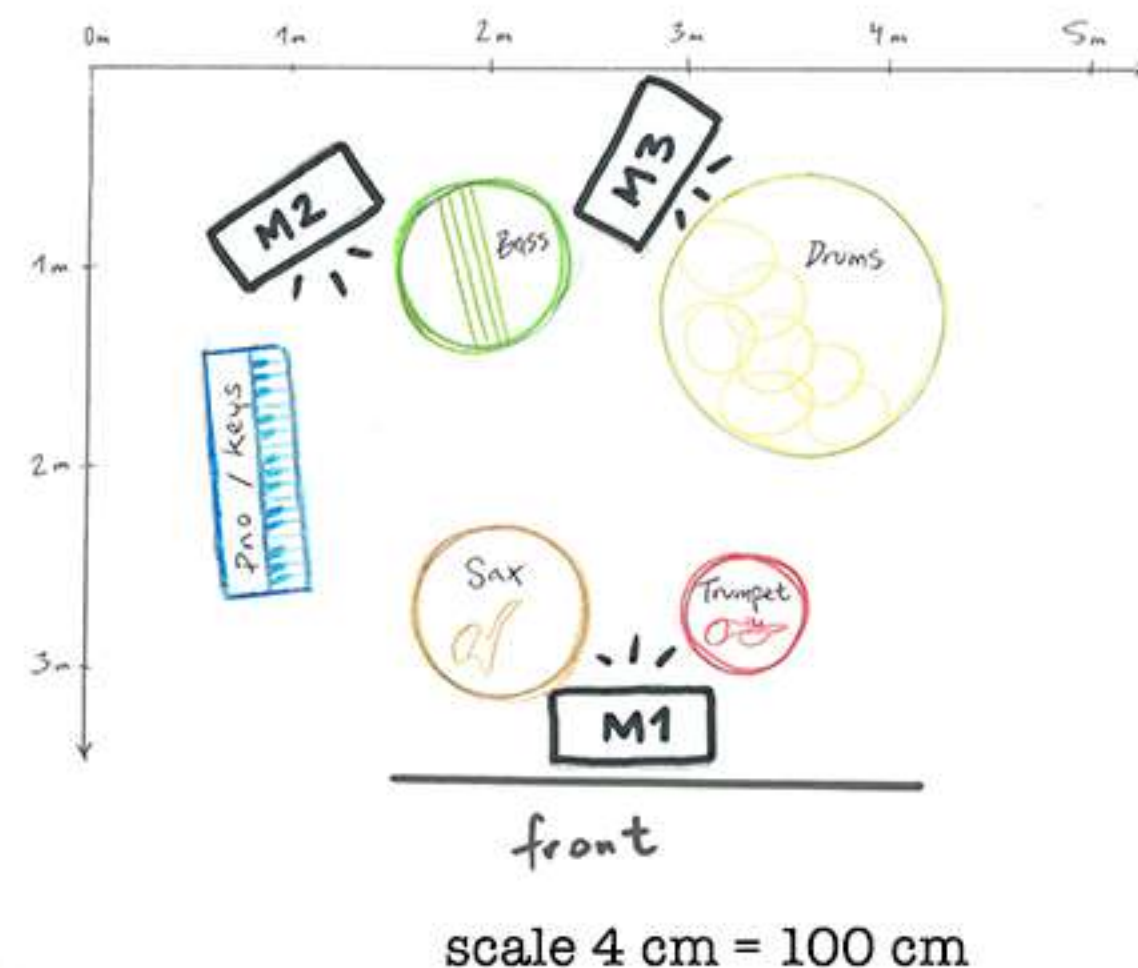 0m 1m 2m 3m 4m 5m
M3
M2
Bass
Drums
1m
Pno / keys
2m
Sax
Trumpet
3m
M1
front
scale 4 cm = 100 cm